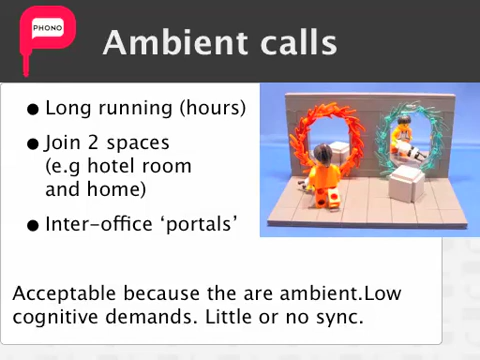 PHONO
Ambient calls
● Long running (hours)
● Join 2 spaces
(e.g hotel room
and home)
● Inter-office ‘portals’
Acceptable because the are ambient.Low
cognitive demands. Little or no sync.